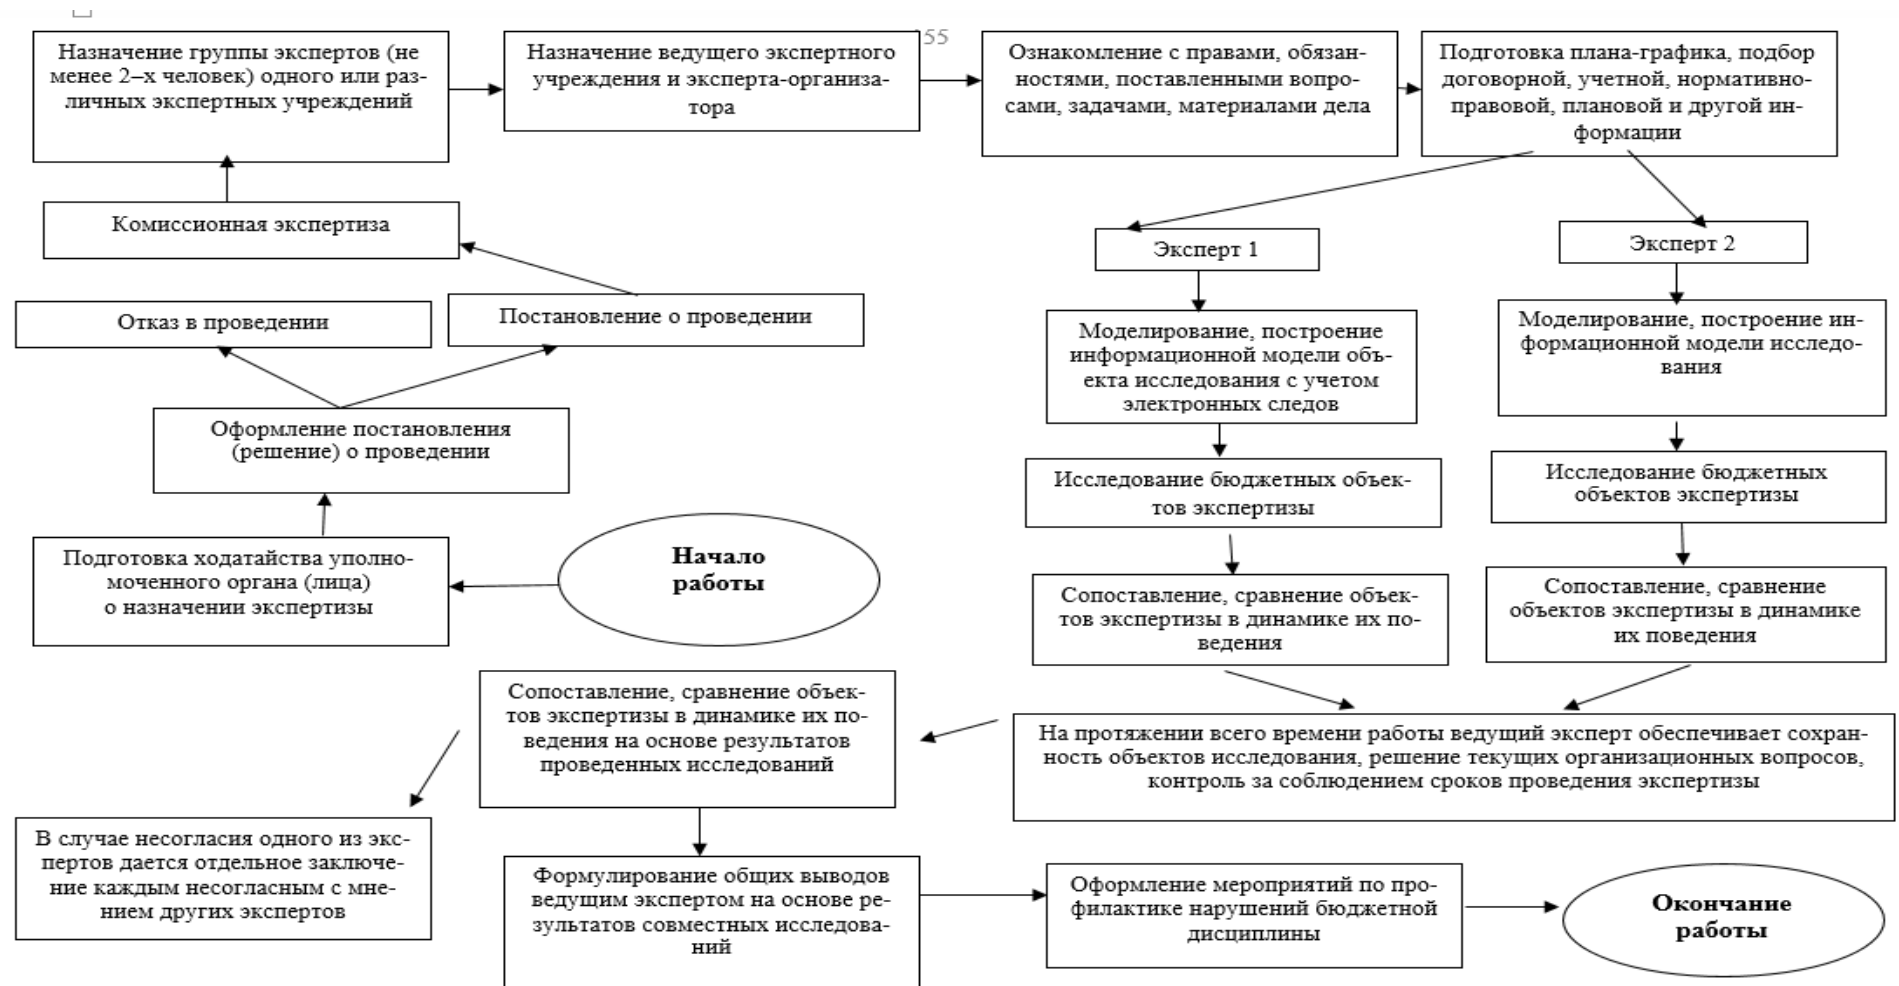 Назначение группы экспертов (не
менее 2–х человек) одного или раз-
личных экспертных учреждений
Назначение ведущего экспертного
учреждения и эксперта-организа-
тора
55
Ознакомление с правами, обязан-
ностями, поставленными вопро-
сами, задачами, материалами дела
Подготовка плана-графика, подбор
договорной, учетной, нормативно-
правовой, плановой и другой ин-
формации
Комиссионная экспертиза
Эксперт 1
Эксперт 2
Отказ в проведении
Постановление о проведении
Моделирование, построение
информационной модели объ-
екта исследования с учетом
электронных следов
Моделирование, построение ин-
формационной модели исследо-
вания
Оформление постановления
(решение) о проведении
Исследование бюджетных объек-
тов экспертизы
Исследование бюджетных
объектов экспертизы
Подготовка ходатайства уполно-
моченного органа (лица)
о назначении экспертизы
Начало
работы
Сопоставление, сравнение объек-
тов экспертизы в динамике их по-
ведения
Сопоставление, сравнение
объектов экспертизы в динамике
их поведения
Сопоставление, сравнение объек-
тов экспертизы в динамике их по-
ведения на основе результатов
проведенных исследований
На протяжении всего времени работы ведущий эксперт обеспечивает сохран-
ность объектов исследования, решение текущих организационных вопросов,
контроль за соблюдением сроков проведения экспертизы
В случае несогласия одного из экс-
пертов дается отдельное заключе-
ние каждым несогласным с мне-
нием других экспертов
Формулирование общих выводов
ведущим экспертом на основе ре-
зультатов совместных исследова-
ний
Оформление мероприятий по про-
филактике нарушений бюджетной
дисциплины
Окончание
работы